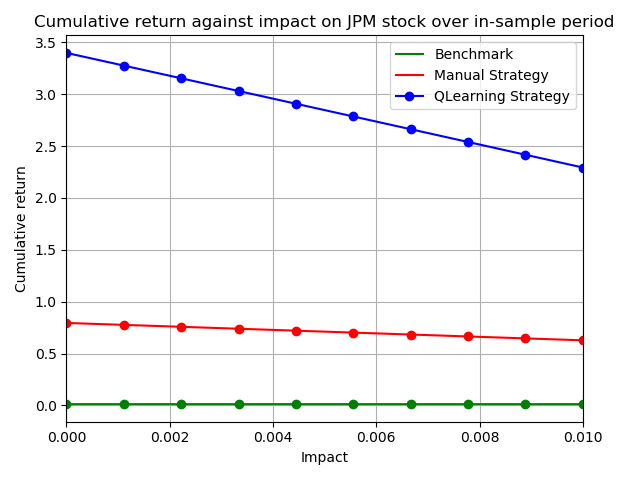 Cumulative return against impact on JPM stock over in-sample period
3.5
3.0
2.5
2.0
1.5
1.0
0.5
0.0
Cumulative return
Benchmark
Manual Strategy
QLearning Strategy
0.000 0.002 0.004 0.006 0.008 0.010
Impact